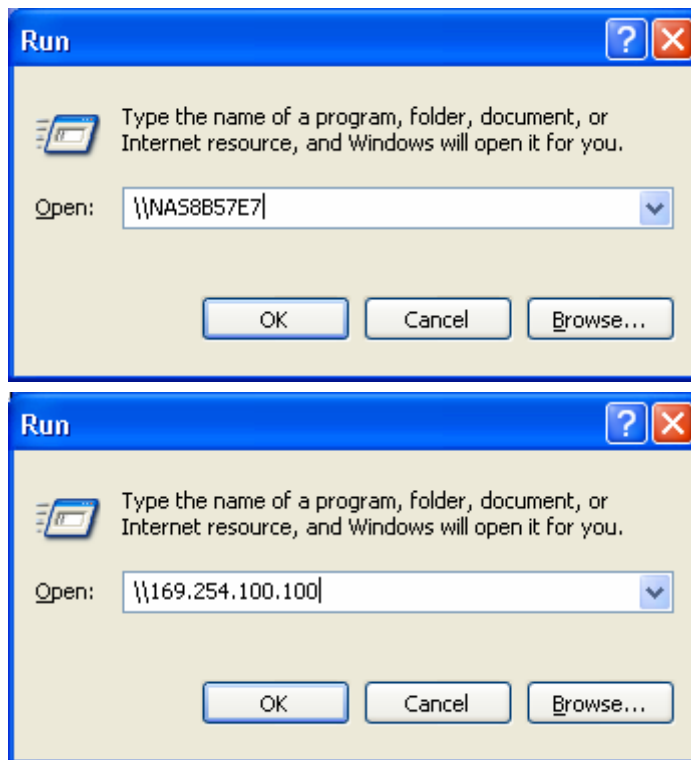 Run
Type the name of a program, folder, document, or
Internet resource, and Windows will open it for you.
Open: \\NAS8B57E7
OK Cancel Browse...
Run
Type the name of a program, folder, document, or
Internet resource, and Windows will open it for you.
Open: \\169.254.100.100
OK Cancel Browse...